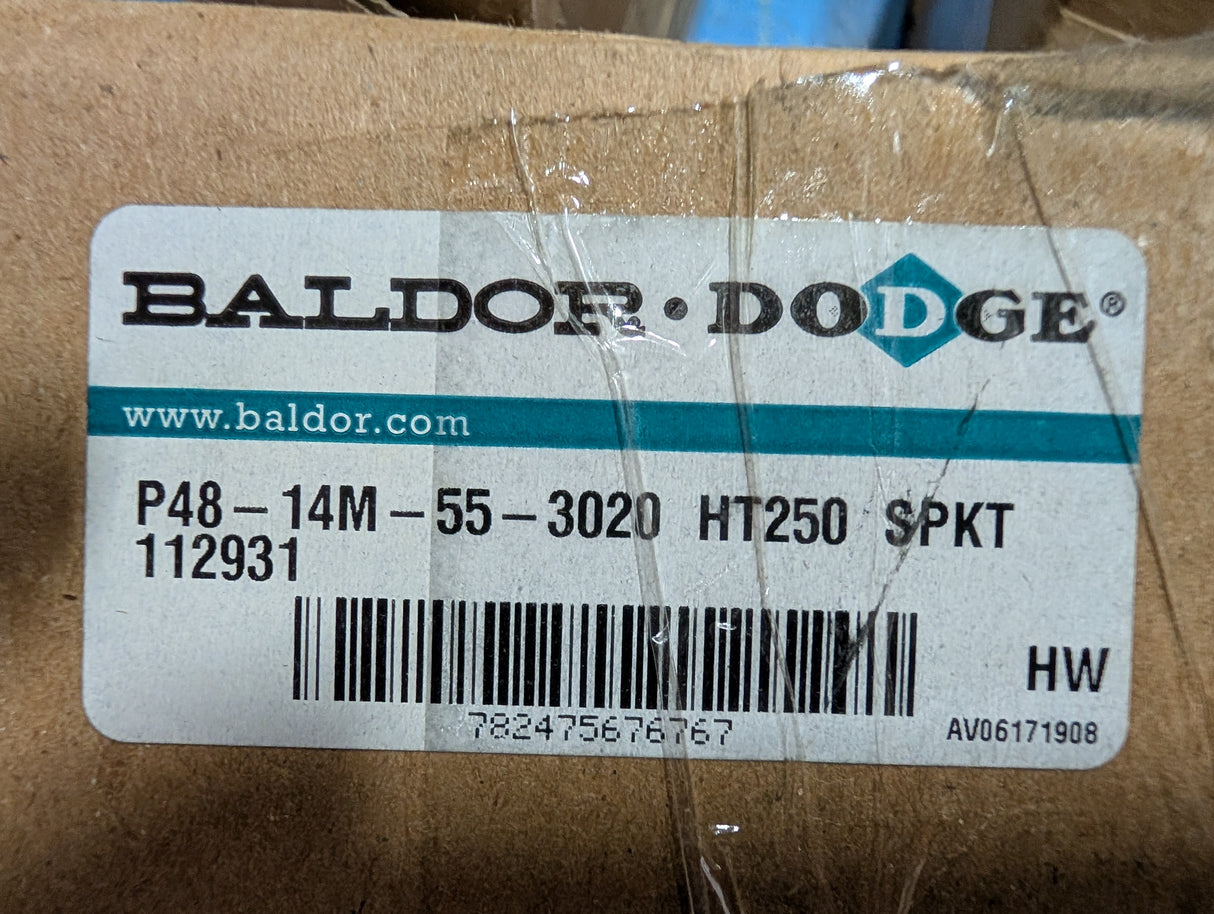 BALDOR • DODGE®
www.baldor.com
P48-14M-55-3020 HT250 SPKT
112931
HW
782475676767
AV06171908